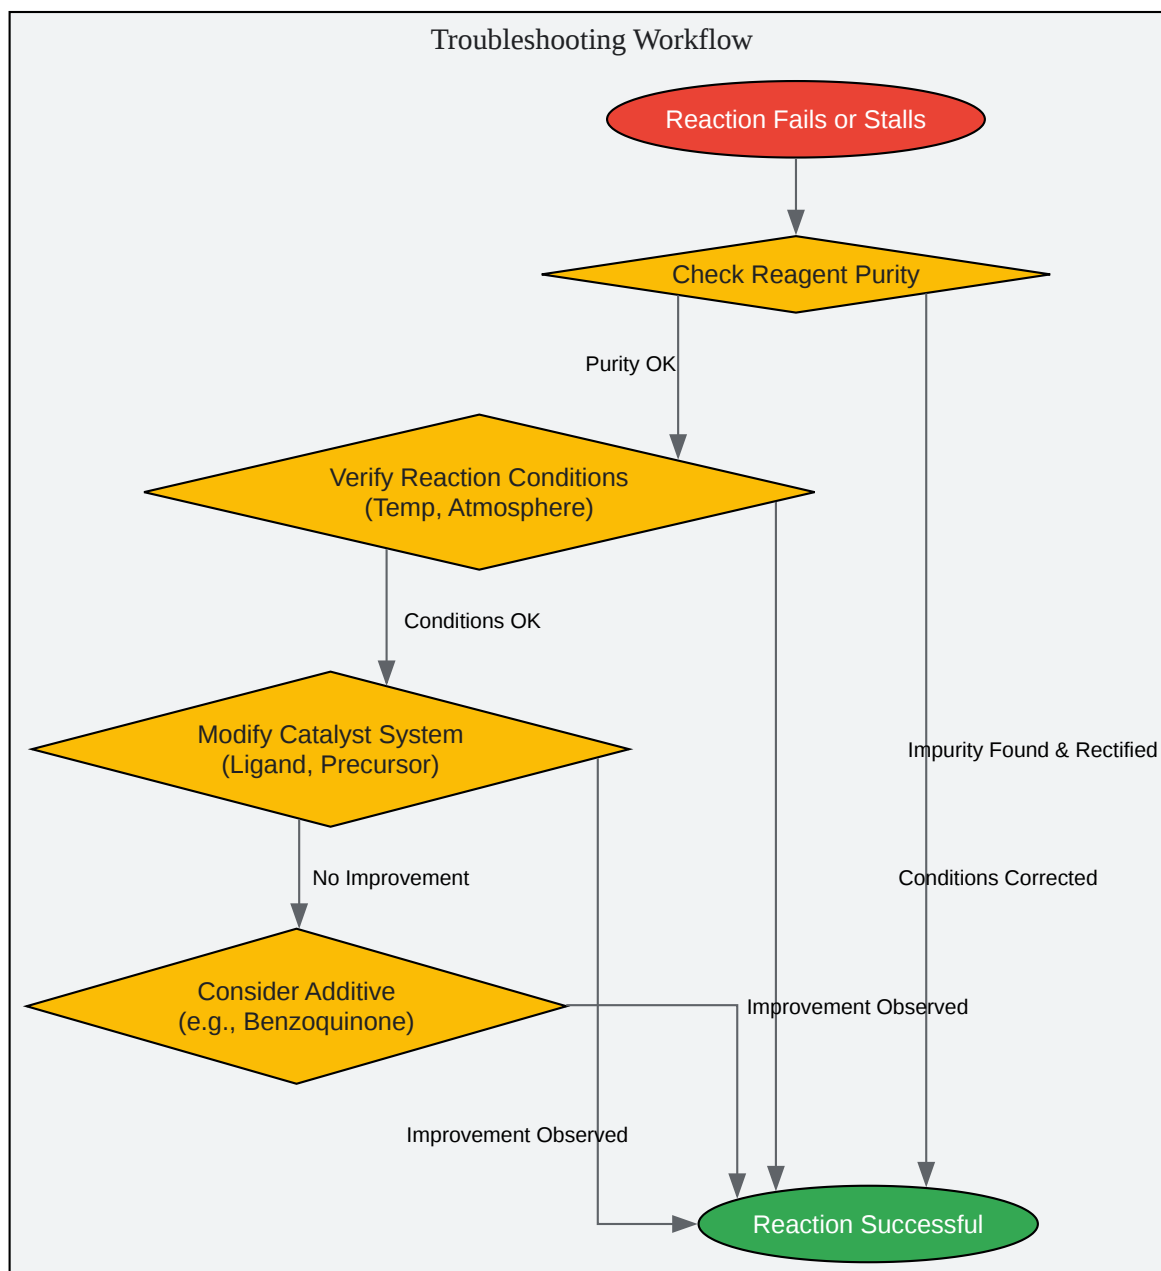 Troubleshooting Workflow
Reaction Fails or Stalls
Check Reagent Purity
Purity OK
Verify Reaction Conditions
(Temp, Atmosphere)
Conditions OK
Modify Catalyst System
(Ligand, Precursor)
Impurity Found & Rectified
No Improvement
Conditions Corrected
Consider Additive
(e.g., Benzoquinone)
Improvement Observed
Improvement Observed
Reaction Successful